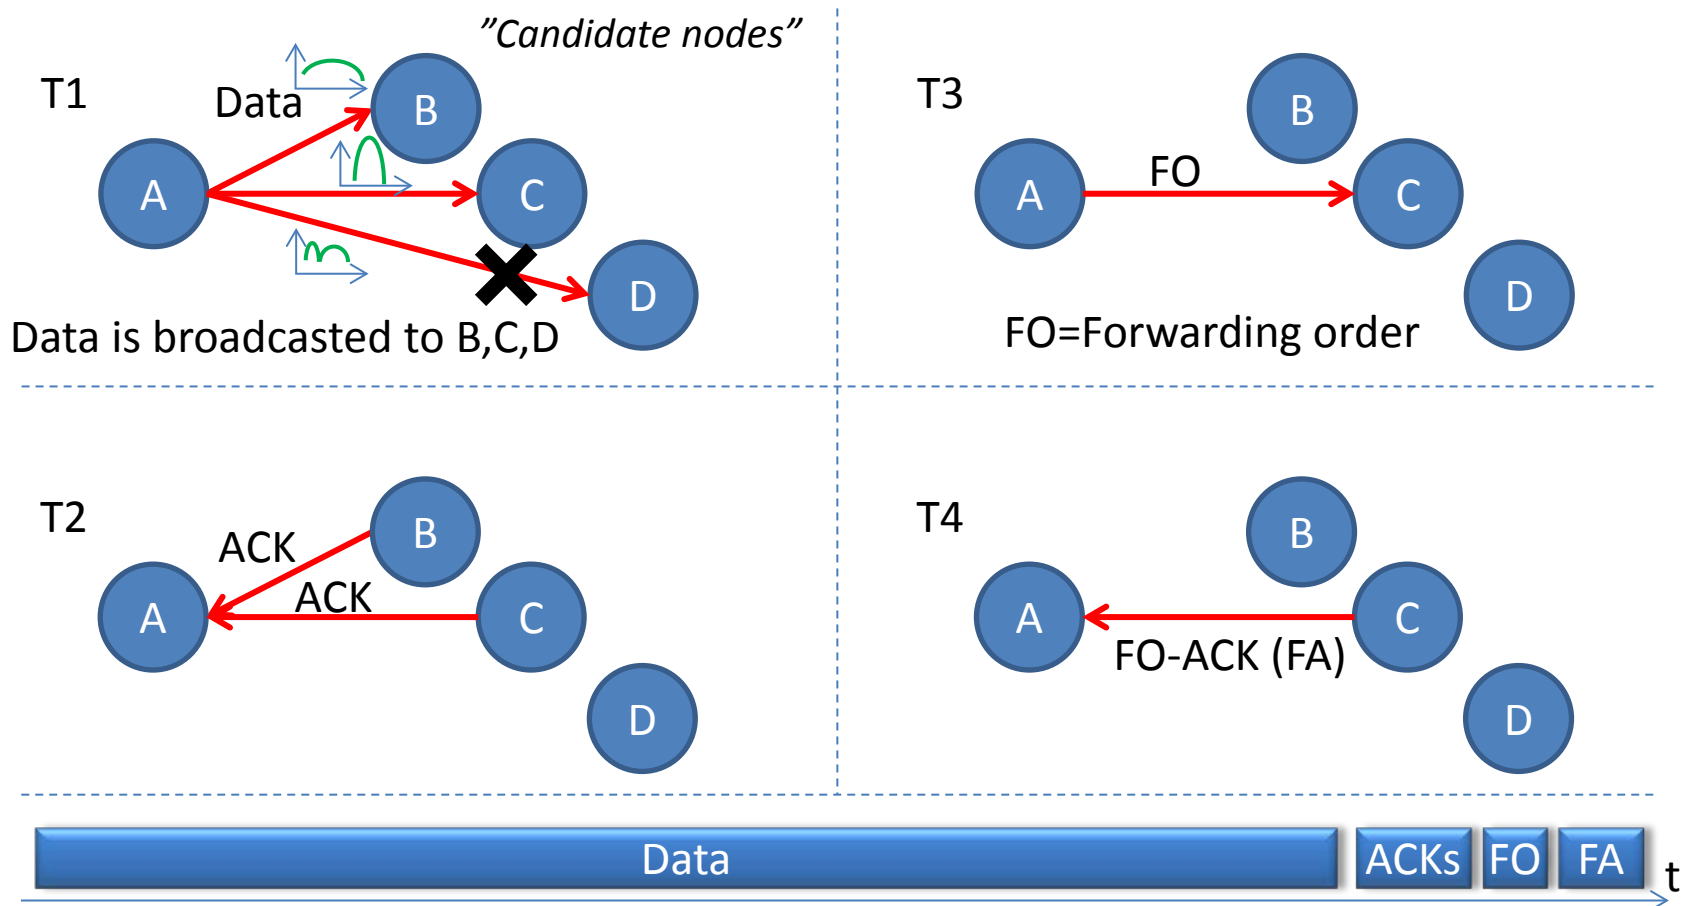 ”Candidate nodes”
T1
Data
A
B
C
D
Data is broadcasted to B,C,D
T3
A
FO
B
C
D
FO=Forwarding order
T2
ACK
ACK
A
B
C
D
T4
A
B
C
FO-ACK (FA)
D
Data
ACKs
FO
FA
t